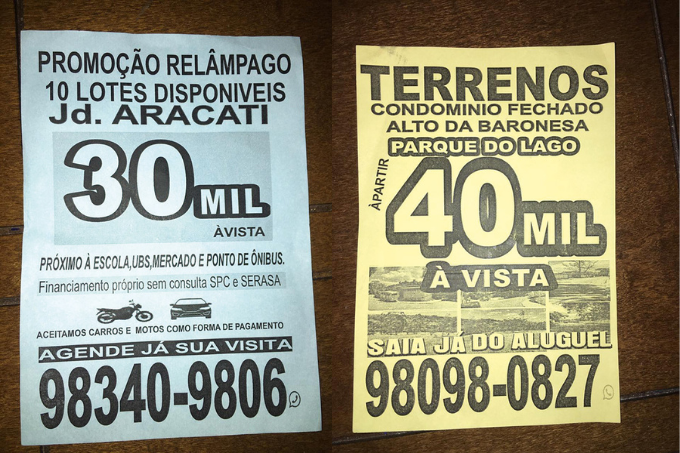 PROMOÇÃO RELÂMPAGO
10 LOTES DISPONIVEIS
Jd. ARACATI
30 MIL
ÀVISTA
PRÓXIMO À ESCOLA,UBS,MERCADO E PONTO DE ÔNIBUS.
Financiamento próprio sem consulta SPC e SERASA
ACEITAMOS CARROS E MOTOS COMO FORMA DE PAGAMENTO
AGENDE JÁ SUA VISITA
98340-9806
TERRENOS
CONDOMINIO FECHADO
ALTO DA BARONESA
PARQUE DO LAGO
ÀPARTIR
40 MIL
À VISTA
SAIA JÁ DO ALUGUEL
98098-0827